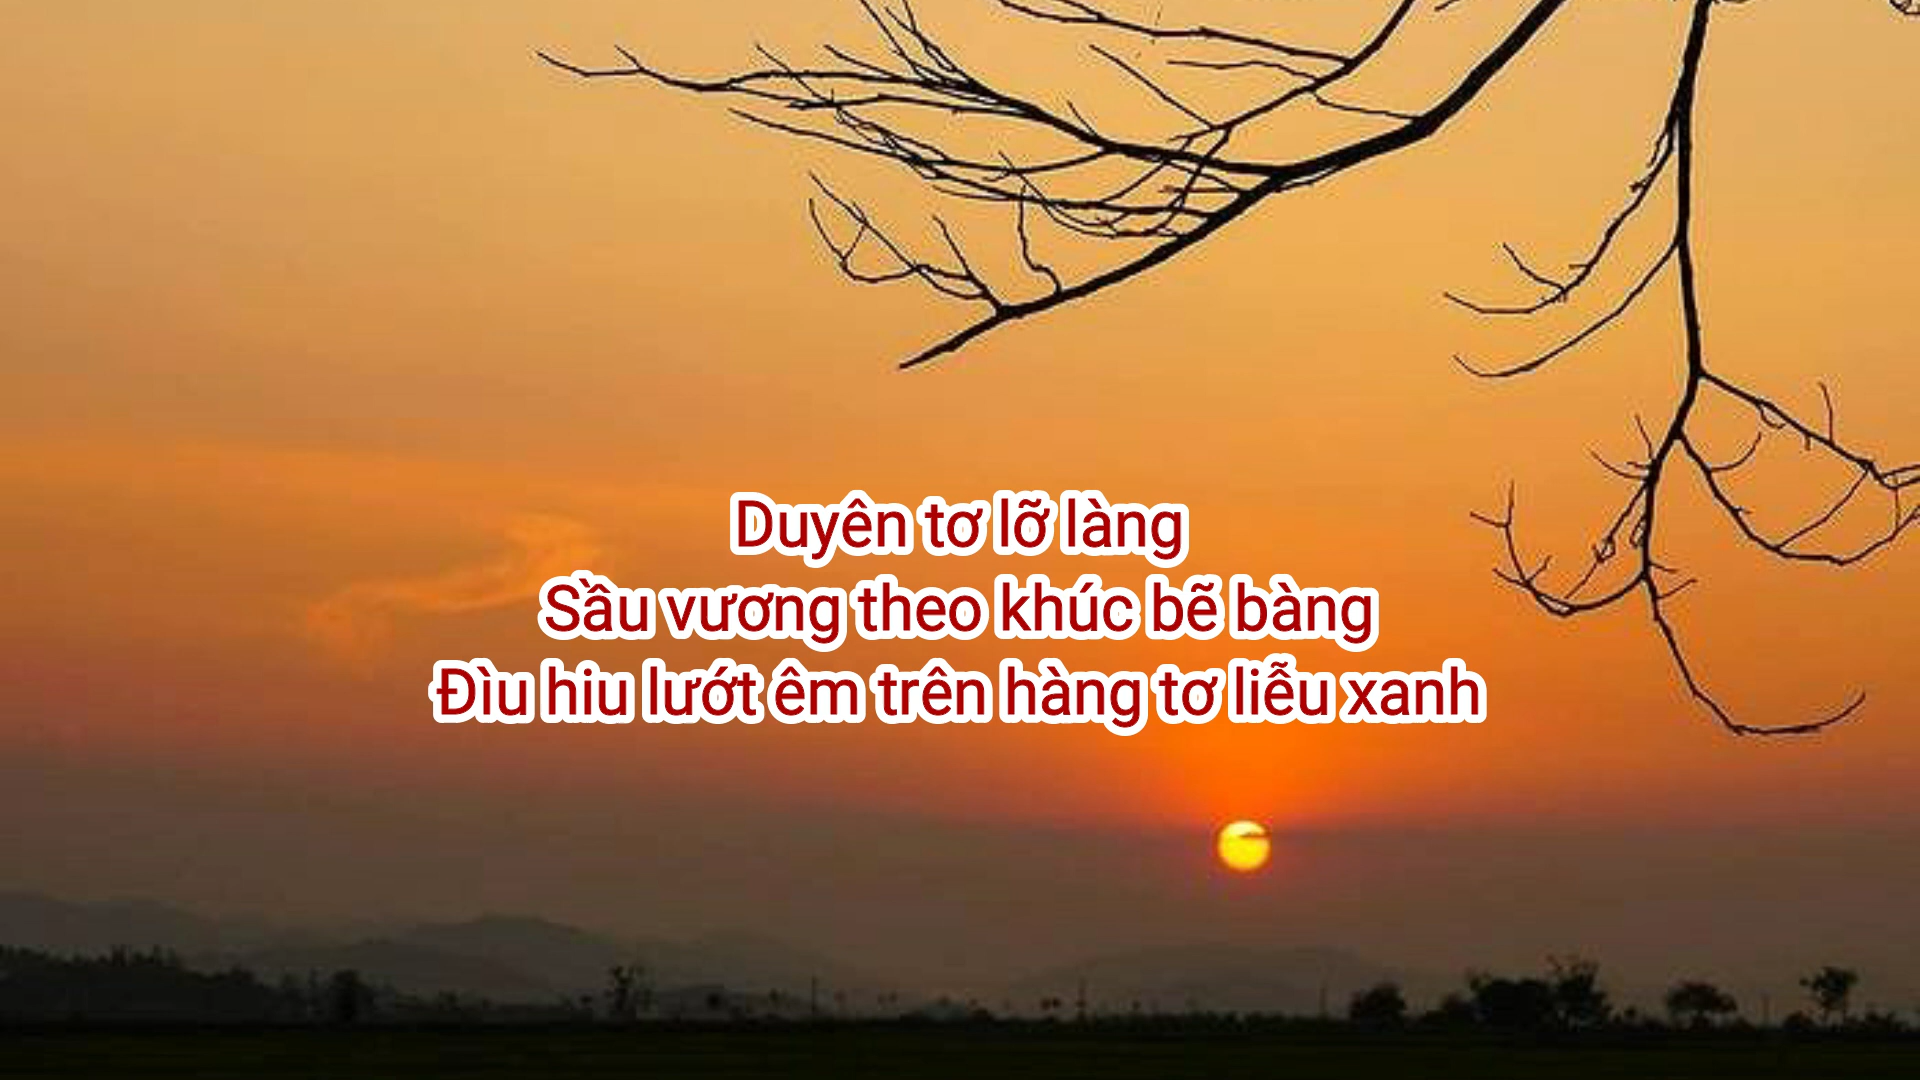 Duyên tơ lỡ làng
Sầu vương theo khúc bẽ bàng
Đìu hiu lướt êm trên hàng tơ liễu xanh